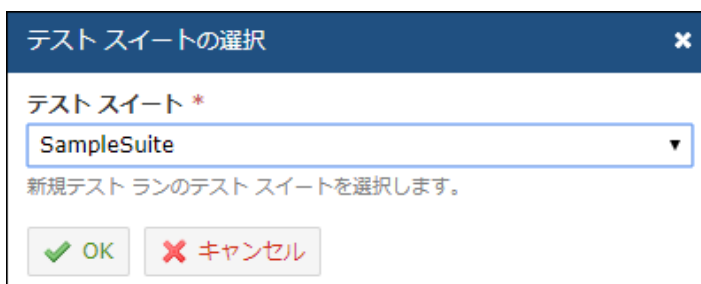 テスト スイートの選択
テスト スイート *
SampleSuite
新規テスト ランのテスト スイートを選択します。
OK キャンセル